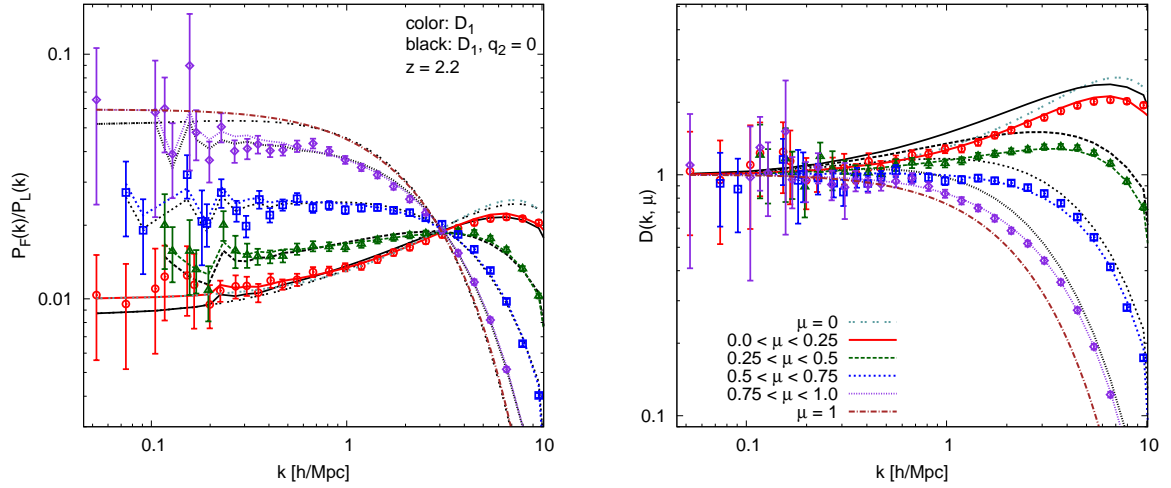 color: D₁
black: D₁, q₂ = 0
z = 2.2
0.1
0.01
P_F(k)/P_L(k)
0.1
1
10
k [h/Mpc]
D(k, μ)
1
0.1
μ = 0
0.0 < μ < 0.25
0.25 < μ < 0.5
0.5 < μ < 0.75
0.75 < μ < 1.0
μ = 1
0.1
1
10
k [h/Mpc]